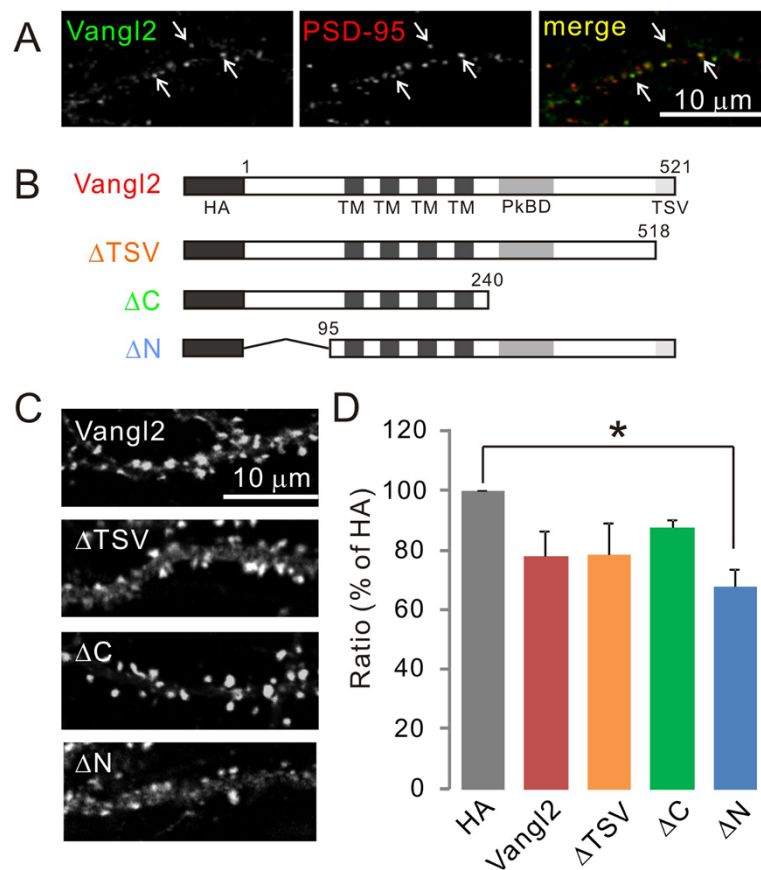 A
Vangl2
PSD-95
merge
10 μm
B
Vangl2
1
521
HA
TM
TM
TM
TM
PkBD
TSV
ΔTSV
518
ΔC
240
ΔN
95
C
Vangl2
10 μm
ΔTSV
ΔC
ΔN
D
Ratio (% of HA)
120
100
80
60
40
20
0
*
HA
Vangl2
ΔTSV
ΔC
ΔN